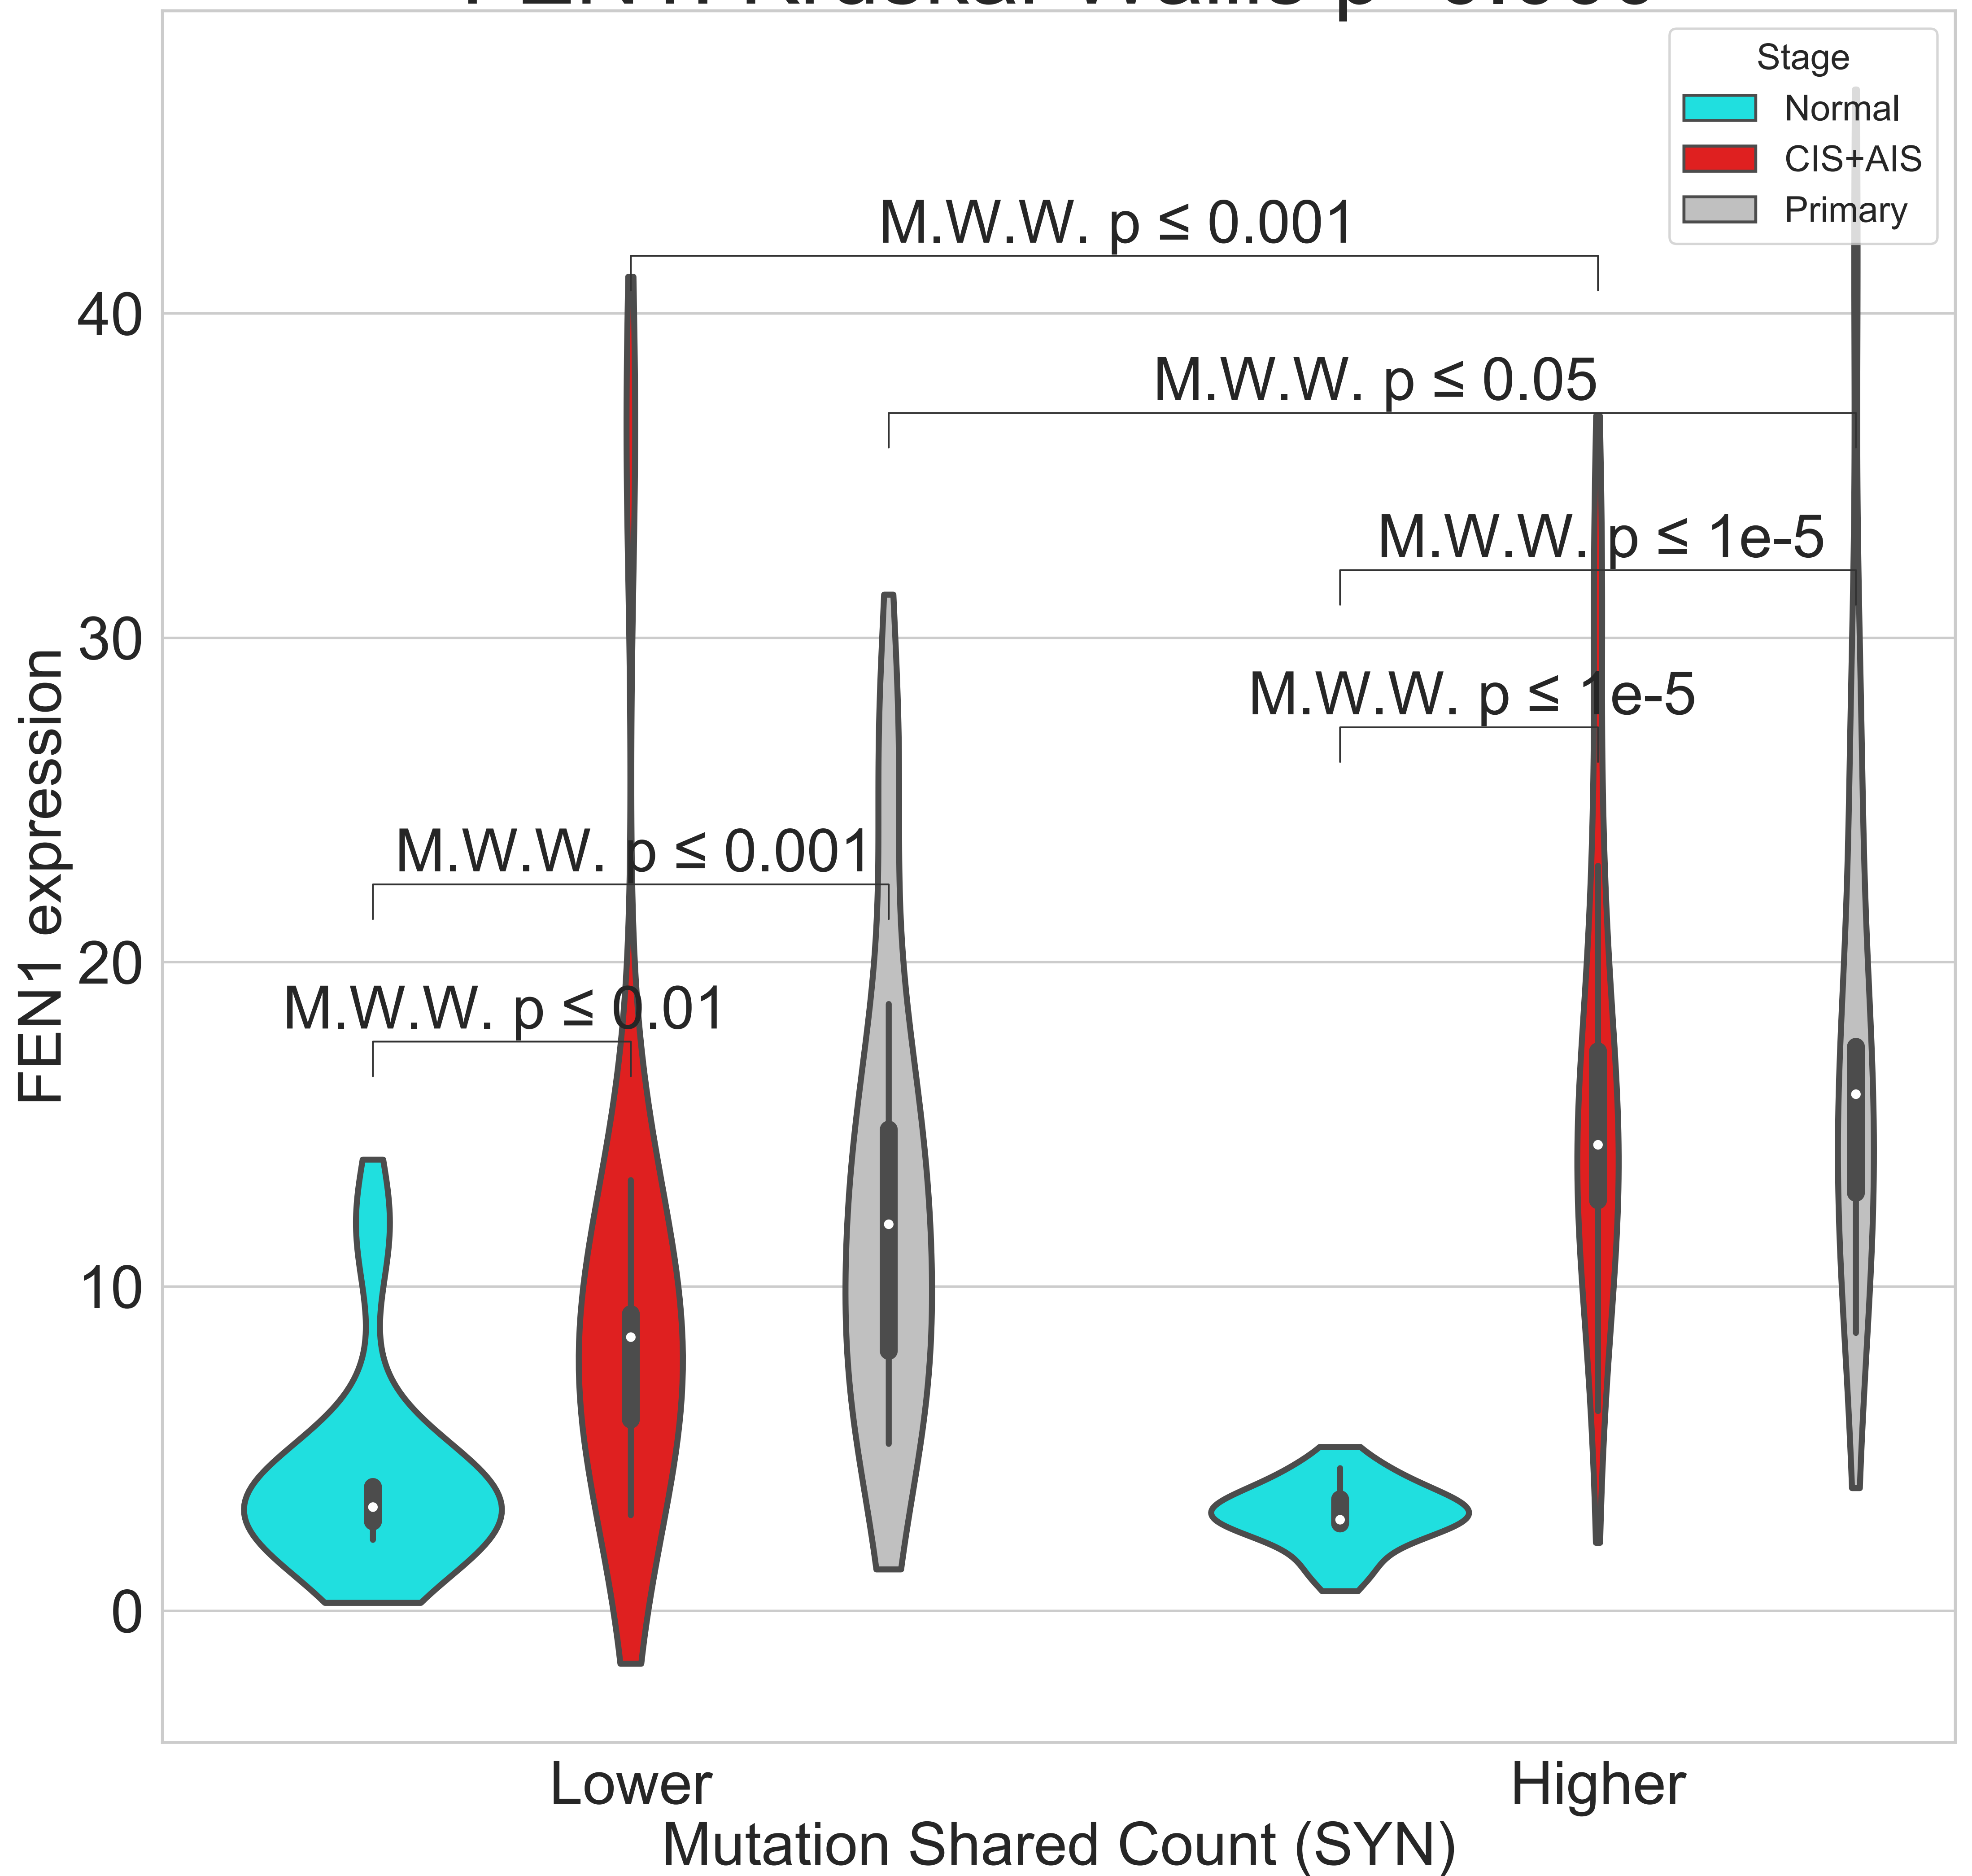 Stage
Normal
CIS+AIS
Primary
M.W.W. p ≤ 0.001
40
M.W.W. p ≤ 0.05
M.W.W. p ≤ 1e-5
30
M.W.W. p ≤ 1e-5
M.W.W. p ≤ 0.001
20
M.W.W. p ≤ 0.01
10
0
FEN1 expression
Lower
Higher
Mutation Shared Count (SYN)